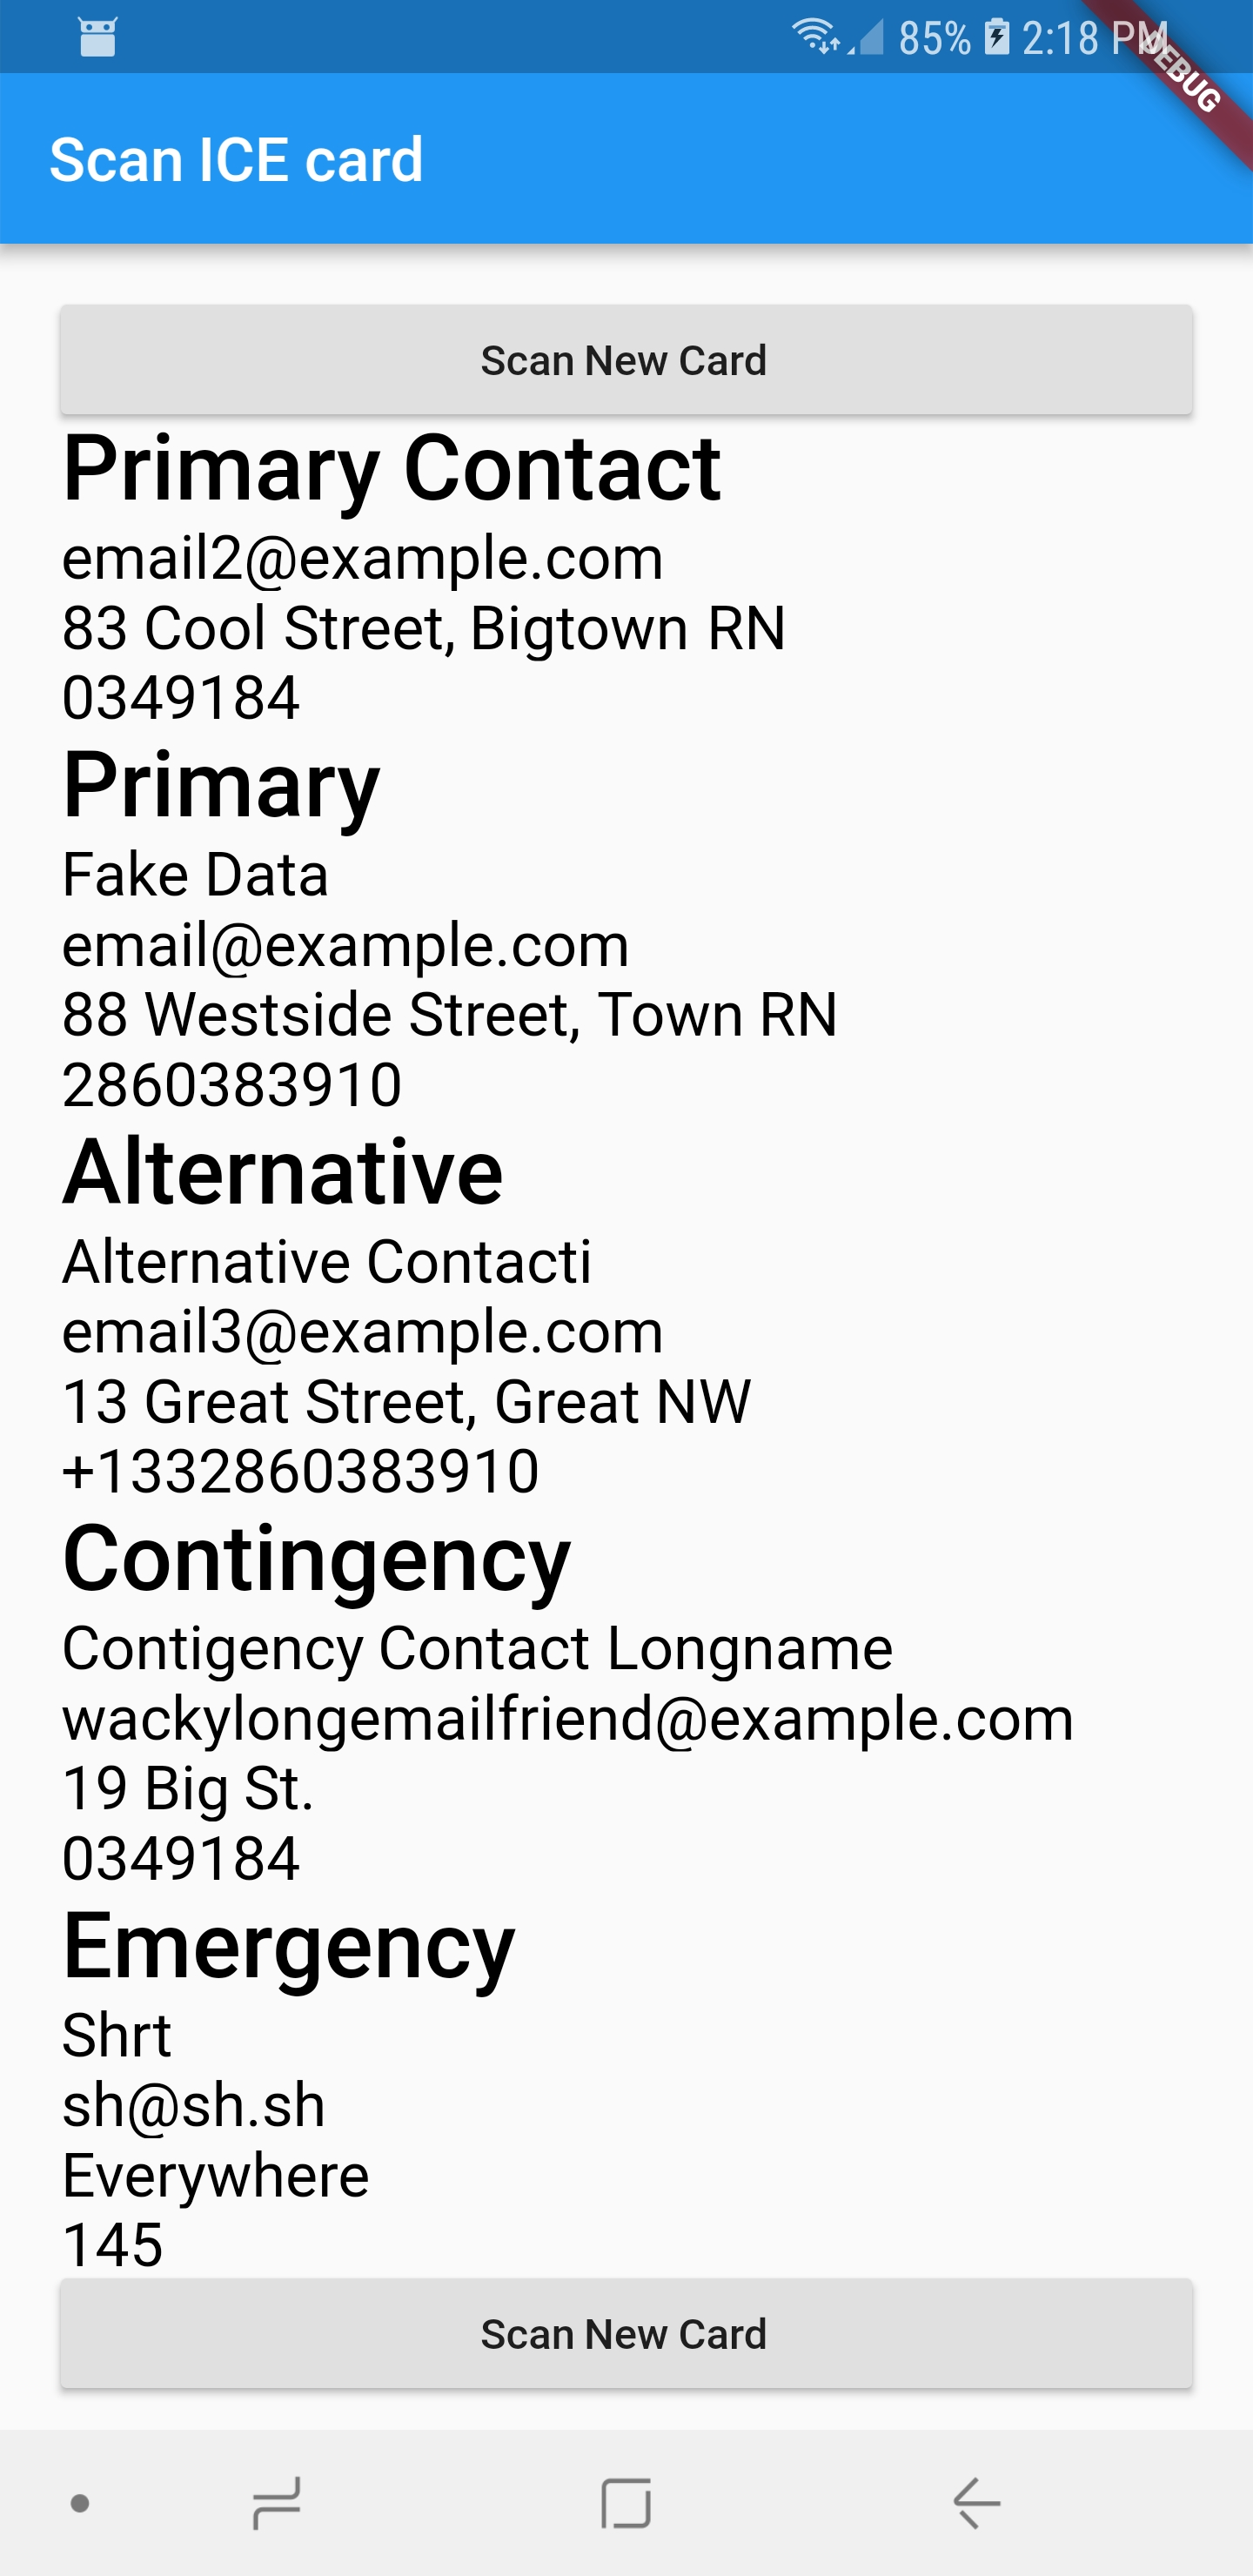 85% 2:18 PM
DEBUG
Scan ICE card
Scan New Card
Primary Contact
email2@example.com
83 Cool Street, Bigtown RN
0349184
Primary
Fake Data
email@example.com
88 Westside Street, Town RN
2860383910
Alternative
Alternative Contacti
email3@example.com
13 Great Street, Great NW
+1332860383910
Contingency
Contigency Contact Longname
wackylongemailfriend@example.com
19 Big St.
0349184
Emergency
Shrt
sh@sh.sh
Everywhere
145
Scan New Card